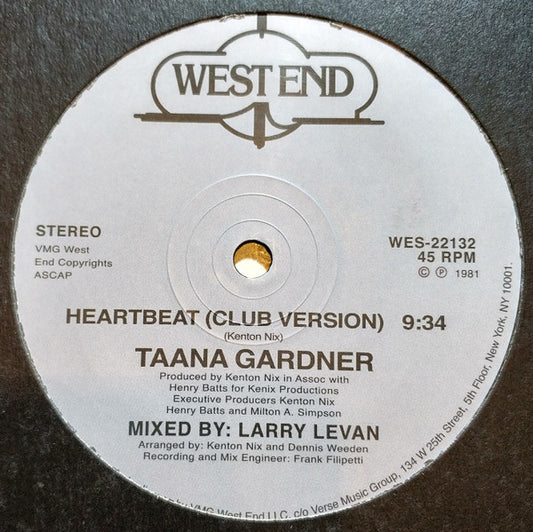 WEST END
STEREO
VMG West
End Copyrights
ASCAP
WES-22132
45 RPM
© ℗ 1981
HEARTBEAT (CLUB VERSION) 9:34
(Kenton Nix)
TAANA GARDNER
Produced by Kenton Nix in Assoc with
Henry Batts for Kenix Productions
Executive Producers Kenton Nix
Henry Batts and Milton A. Simpson
MIXED BY: LARRY LEVAN
Arranged by: Kenton Nix and Dennis Weeden
Recording and Mix Engineer: Frank Filipetti
by VMG West End LLC, c/o Verse Music Group, 134 W 25th Street, 5th Floor, New York, NY 10001.